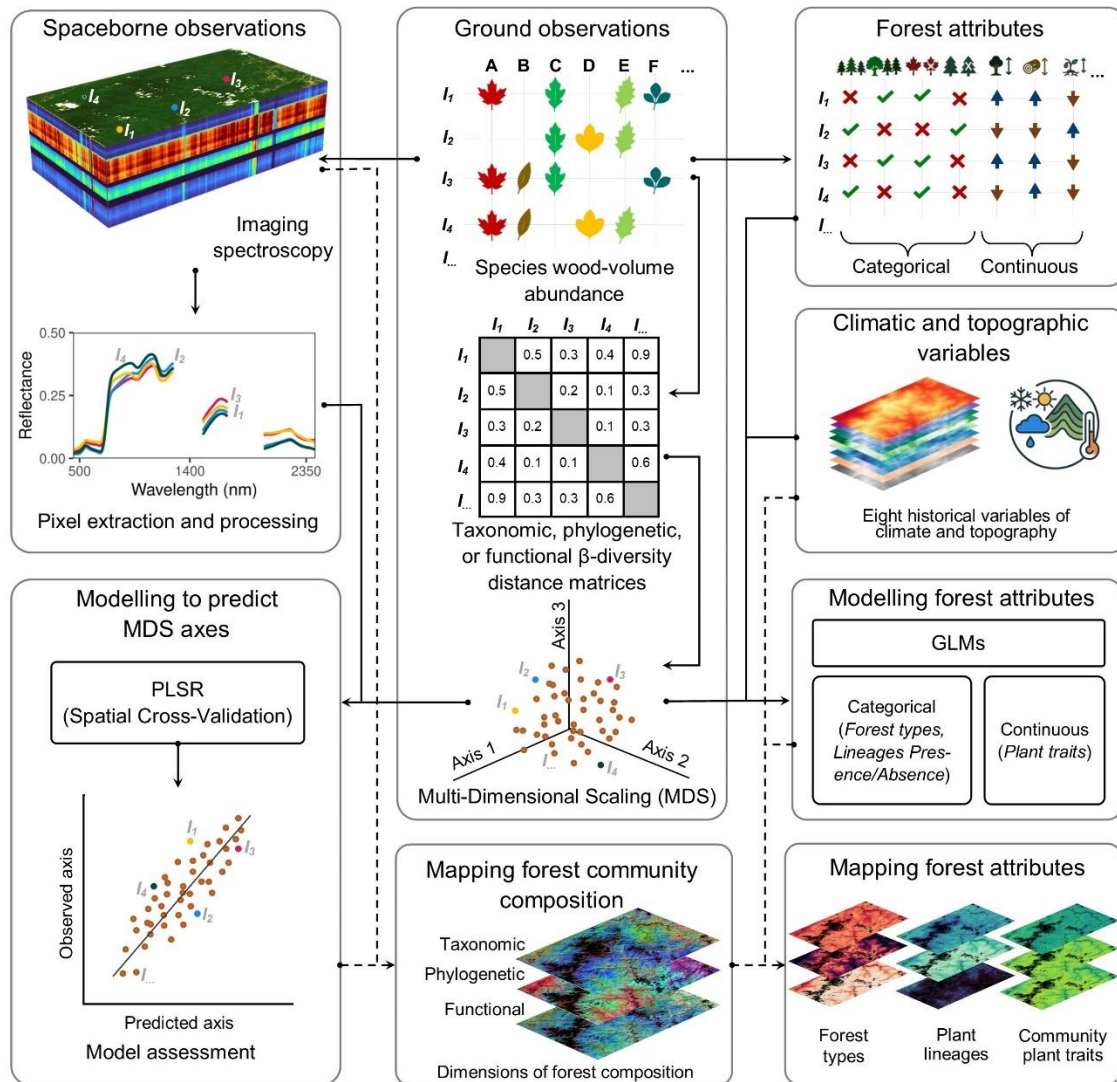 Spaceborne observations
I3
I4
I2
I1
Imaging
spectroscopy
0.50
I4
I2
0.25
I3
I1
Reflectance
0.00
500
1400
2350
Wavelength (nm)
Pixel extraction and processing
Ground observations
A B C D E F ...
I1
I2
I3
I4
I...
Species wood-volume
abundance
I1 I2 I3 I4 I...
I1 0.5 0.3 0.4 0.9
I2 0.5 0.2 0.1 0.3
I3 0.3 0.2 0.1 0.3
I4 0.4 0.1 0.1 0.6
I... 0.9 0.3 0.3 0.6
Taxonomic, phylogenetic,
or functional β-diversity
distance matrices
Axis 3
I2
I3
I1
Axis 1
Axis 2
I...
I4
Multi-Dimensional Scaling (MDS)
Forest attributes
...
I1
I2
I3
I4
I...
Categorical Continuous
Climatic and topographic
variables
Eight historical variables of
climate and topography
Modelling to predict
MDS axes
PLSR
(Spatial Cross-Validation)
Observed axis
I1
I3
I4
I2
I...
Predicted axis
Model assessment
Modelling forest attributes
GLMs
Categorical
(Forest types,
Lineages Pres-
ence/Absence)
Continuous
(Plant traits)
Mapping forest community
composition
Taxonomic
Phylogenetic
Functional
Dimensions of forest composition
Mapping forest attributes
Forest
types
Plant
lineages
Community
plant traits